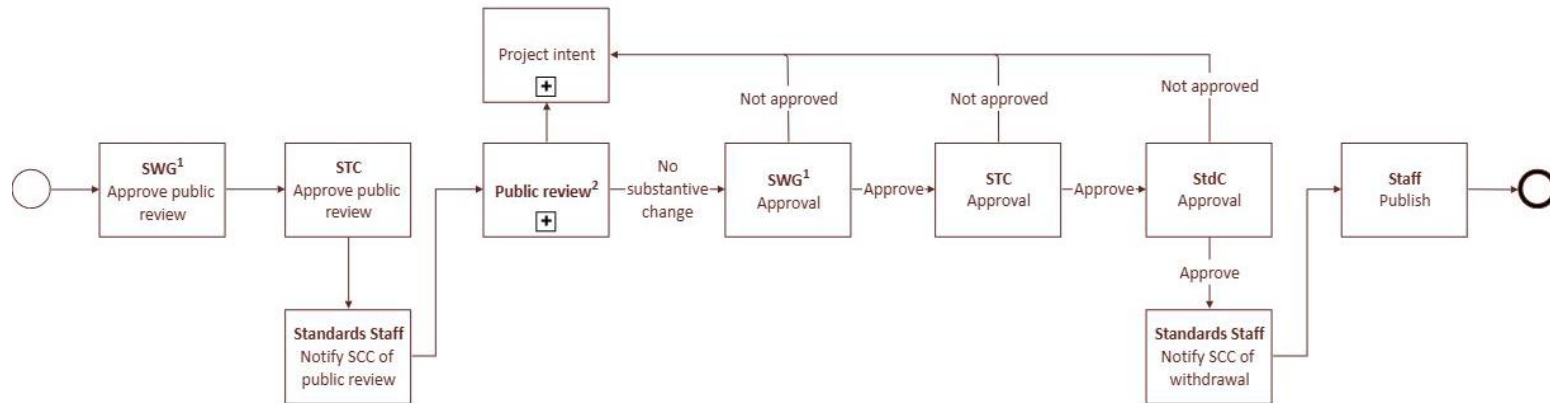 Project intent
Not approved
Not approved
Not approved
SWG¹
Approve public
review
STC
Approve public
review
Public review²
No
substantive
change
SWG¹
Approval
Approve
STC
Approval
Approve
StdC
Approval
Staff
Publish
Approve
Standards Staff
Notify SCC of
public review
Standards Staff
Notify SCC of
withdrawal